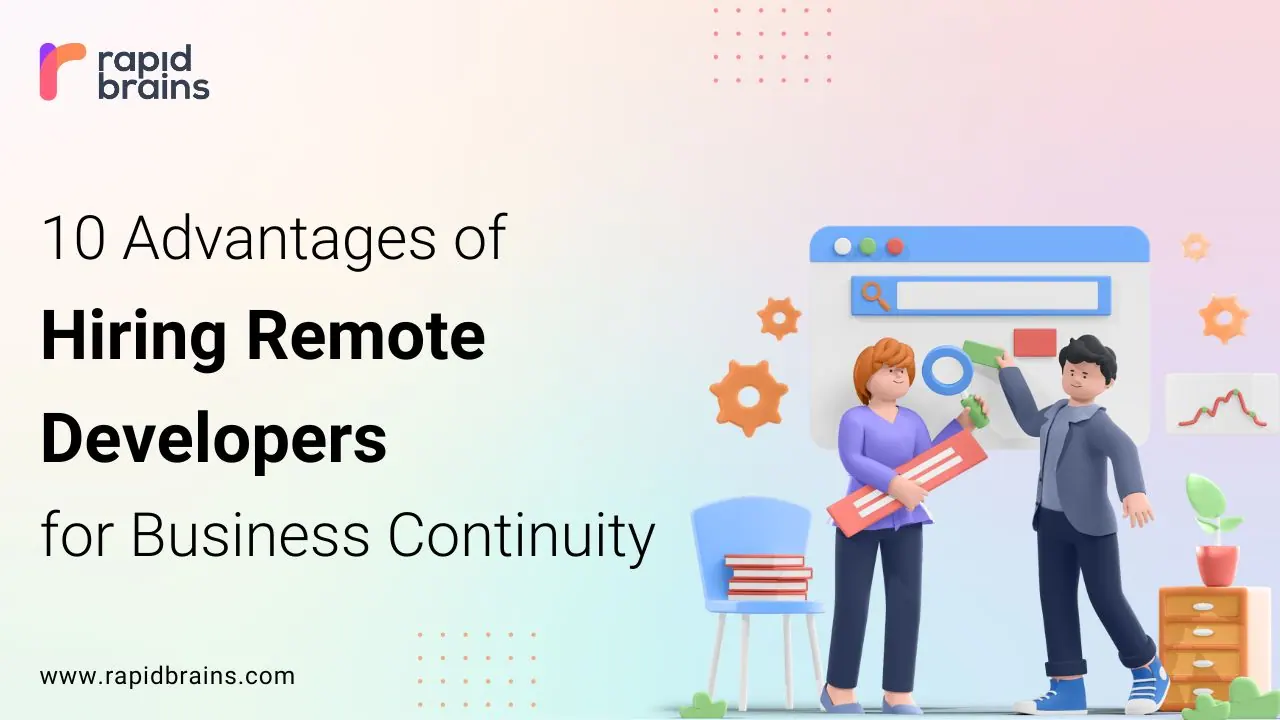 rapid
brains
10 Advantages of
Hiring Remote
Developers
for Business Continuity
www.rapidbrains.com